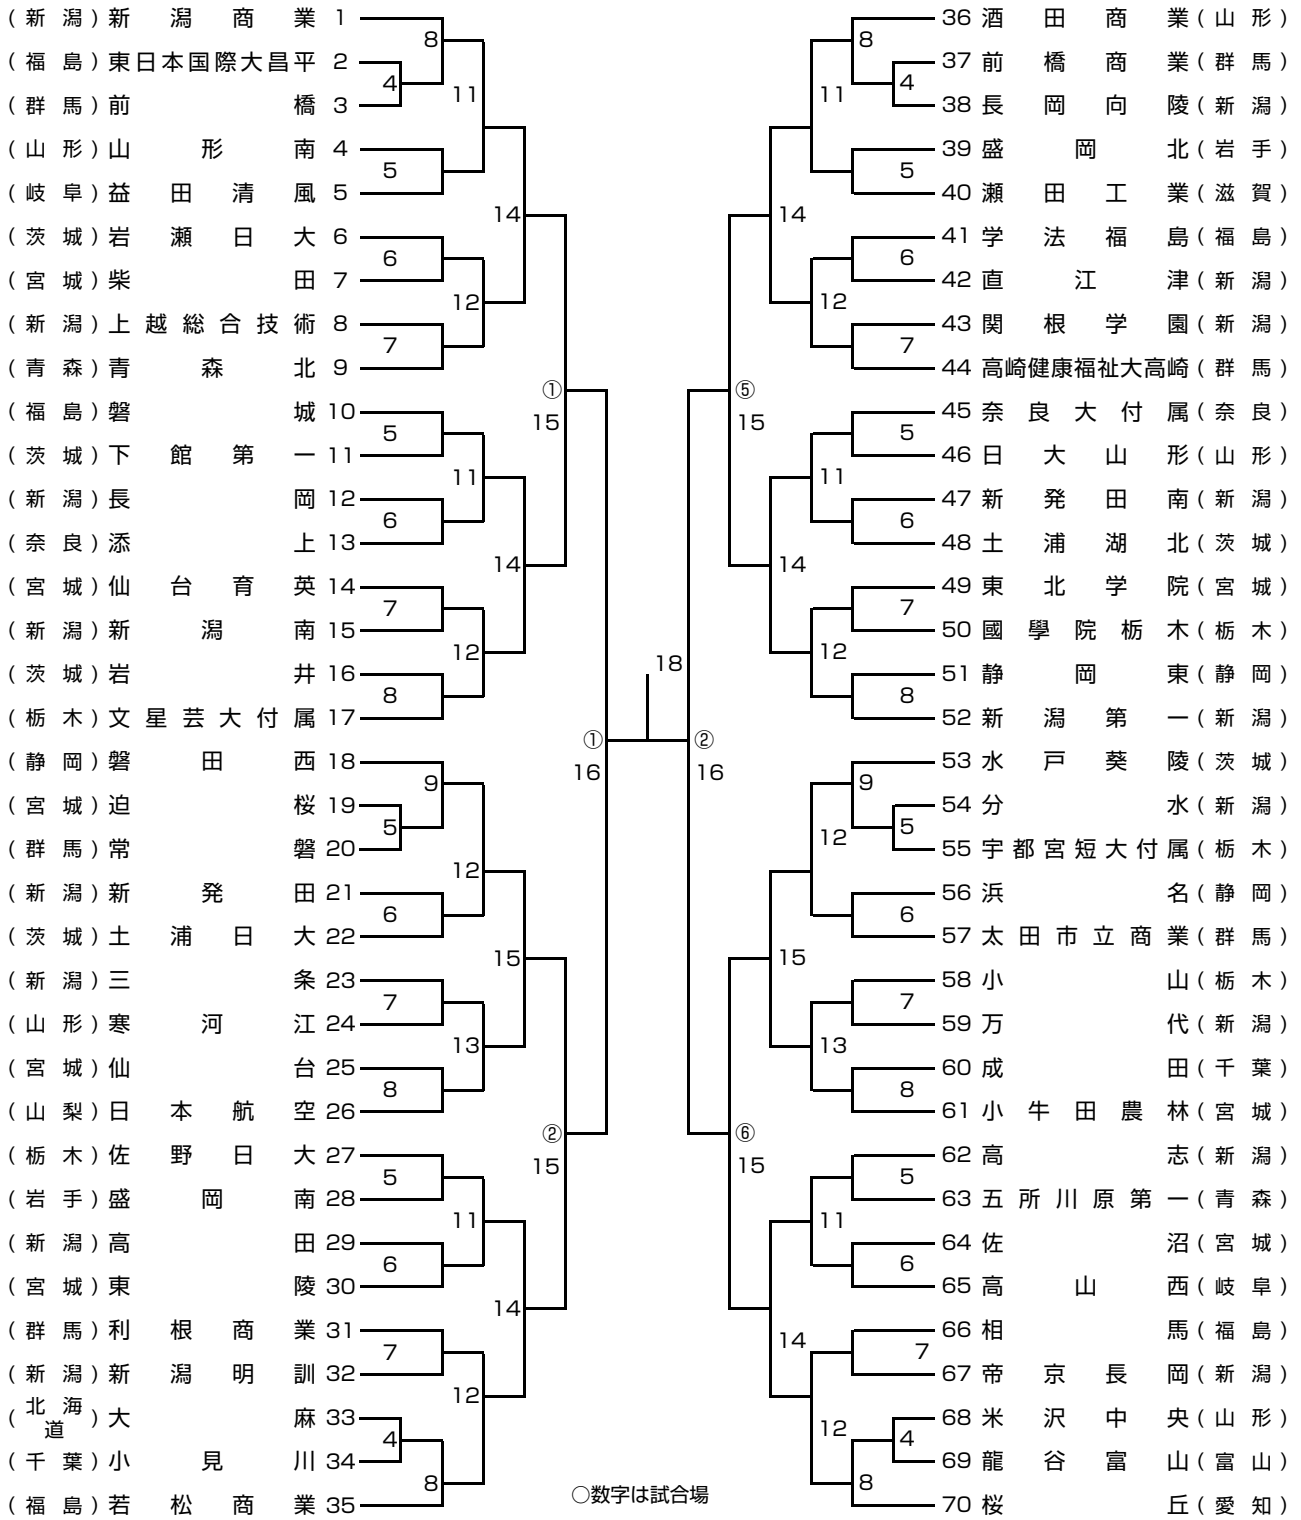 (新潟)新潟商業 1
8
(福島)東日本国際大昌平 2
4
(群馬)前橋 3
11
(山形)山形南 4
5
(岐阜)益田清風 5
14
(茨城)岩瀬日大 6
6
(宮城)柴田 7
12
(新潟)上越総合技術 8
7
(青森)青森北 9
①
15
(福島)磐城 10
5
(茨城)下館第一 11
11
(新潟)長岡 12
6
(奈良)添上 13
14
(宮城)仙台育英 14
7
(新潟)新潟南 15
12
(茨城)岩井 16
8
(栃木)文星芸大付属 17
①
16
(静岡)磐田西 18
9
(宮城)迫桜 19
5
(群馬)常磐 20
12
(新潟)新発田 21
6
(茨城)土浦日大 22
15
(新潟)三条 23
7
(山形)寒河江 24
13
(宮城)仙台 25
8
(山梨)日本航空 26
②
15
(栃木)佐野日大 27
5
(岩手)盛岡南 28
11
(新潟)高田 29
6
(宮城)東陵 30
14
(群馬)利根商業 31
7
(新潟)新潟明訓 32
12
(北海道)大麻 33
4
(千葉)小見川 34
8
(福島)若松商業 35
18
36 酒田商業(山形)
8
37 前橋商業(群馬)
4
38 長岡向陵(新潟)
11
39 盛岡北(岩手)
5
40 瀬田工業(滋賀)
14
41 学法福島(福島)
6
42 直江津(新潟)
12
43 関根学園(新潟)
7
44 高崎健康福祉大高崎(群馬)
⑤
15
45 奈良大付属(奈良)
5
46 日大山形(山形)
11
47 新発田南(新潟)
6
48 土浦湖北(茨城)
14
49 東北学院(宮城)
7
50 國學院栃木(栃木)
12
51 静岡東(静岡)
8
52 新潟第一(新潟)
②
16
53 水戸葵陵(茨城)
9
54 分水(新潟)
5
55 宇都宮短大付属(栃木)
12
56 浜名(静岡)
6
57 太田市立商業(群馬)
15
58 小山(栃木)
7
59 万代(新潟)
13
60 成田(千葉)
8
61 小牛田農林(宮城)
⑥
15
62 高志(新潟)
5
63 五所川原第一(青森)
11
64 佐沼(宮城)
6
65 高山西(岐阜)
14
66 相馬(福島)
7
67 帝京長岡(新潟)
12
68 米沢中央(山形)
4
69 龍谷富山(富山)
8
70 桜丘(愛知)
○数字は試合場